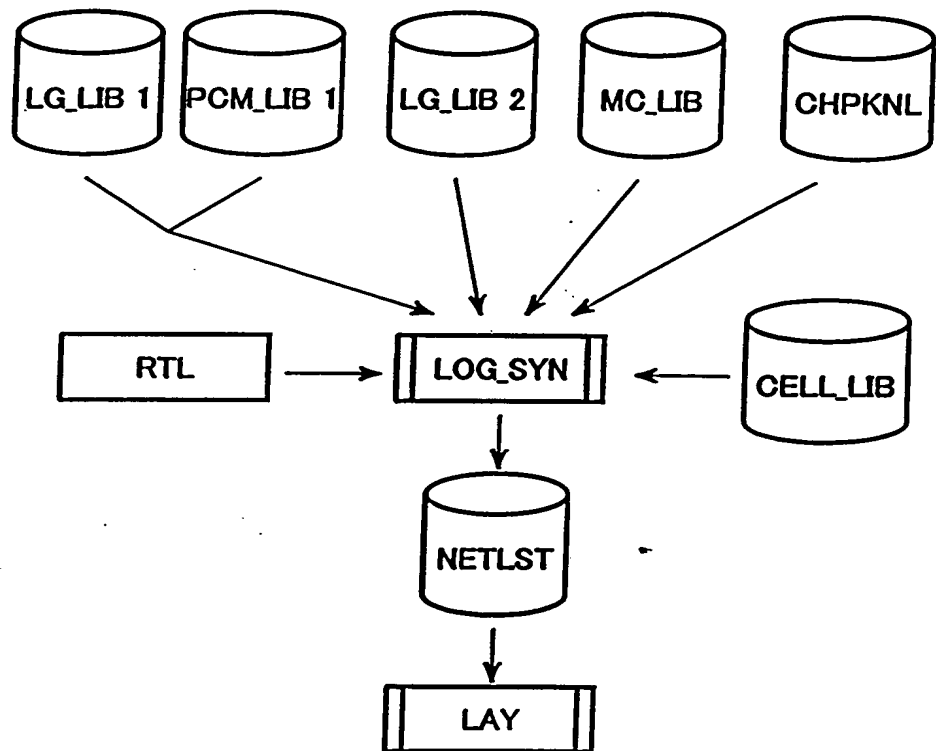 LG_LIB 1
PCM_LIB 1
LG_LIB 2
MC_LIB
CHPKNL
RTL
LOG_SYN
CELL_LIB
NETLST
LAY